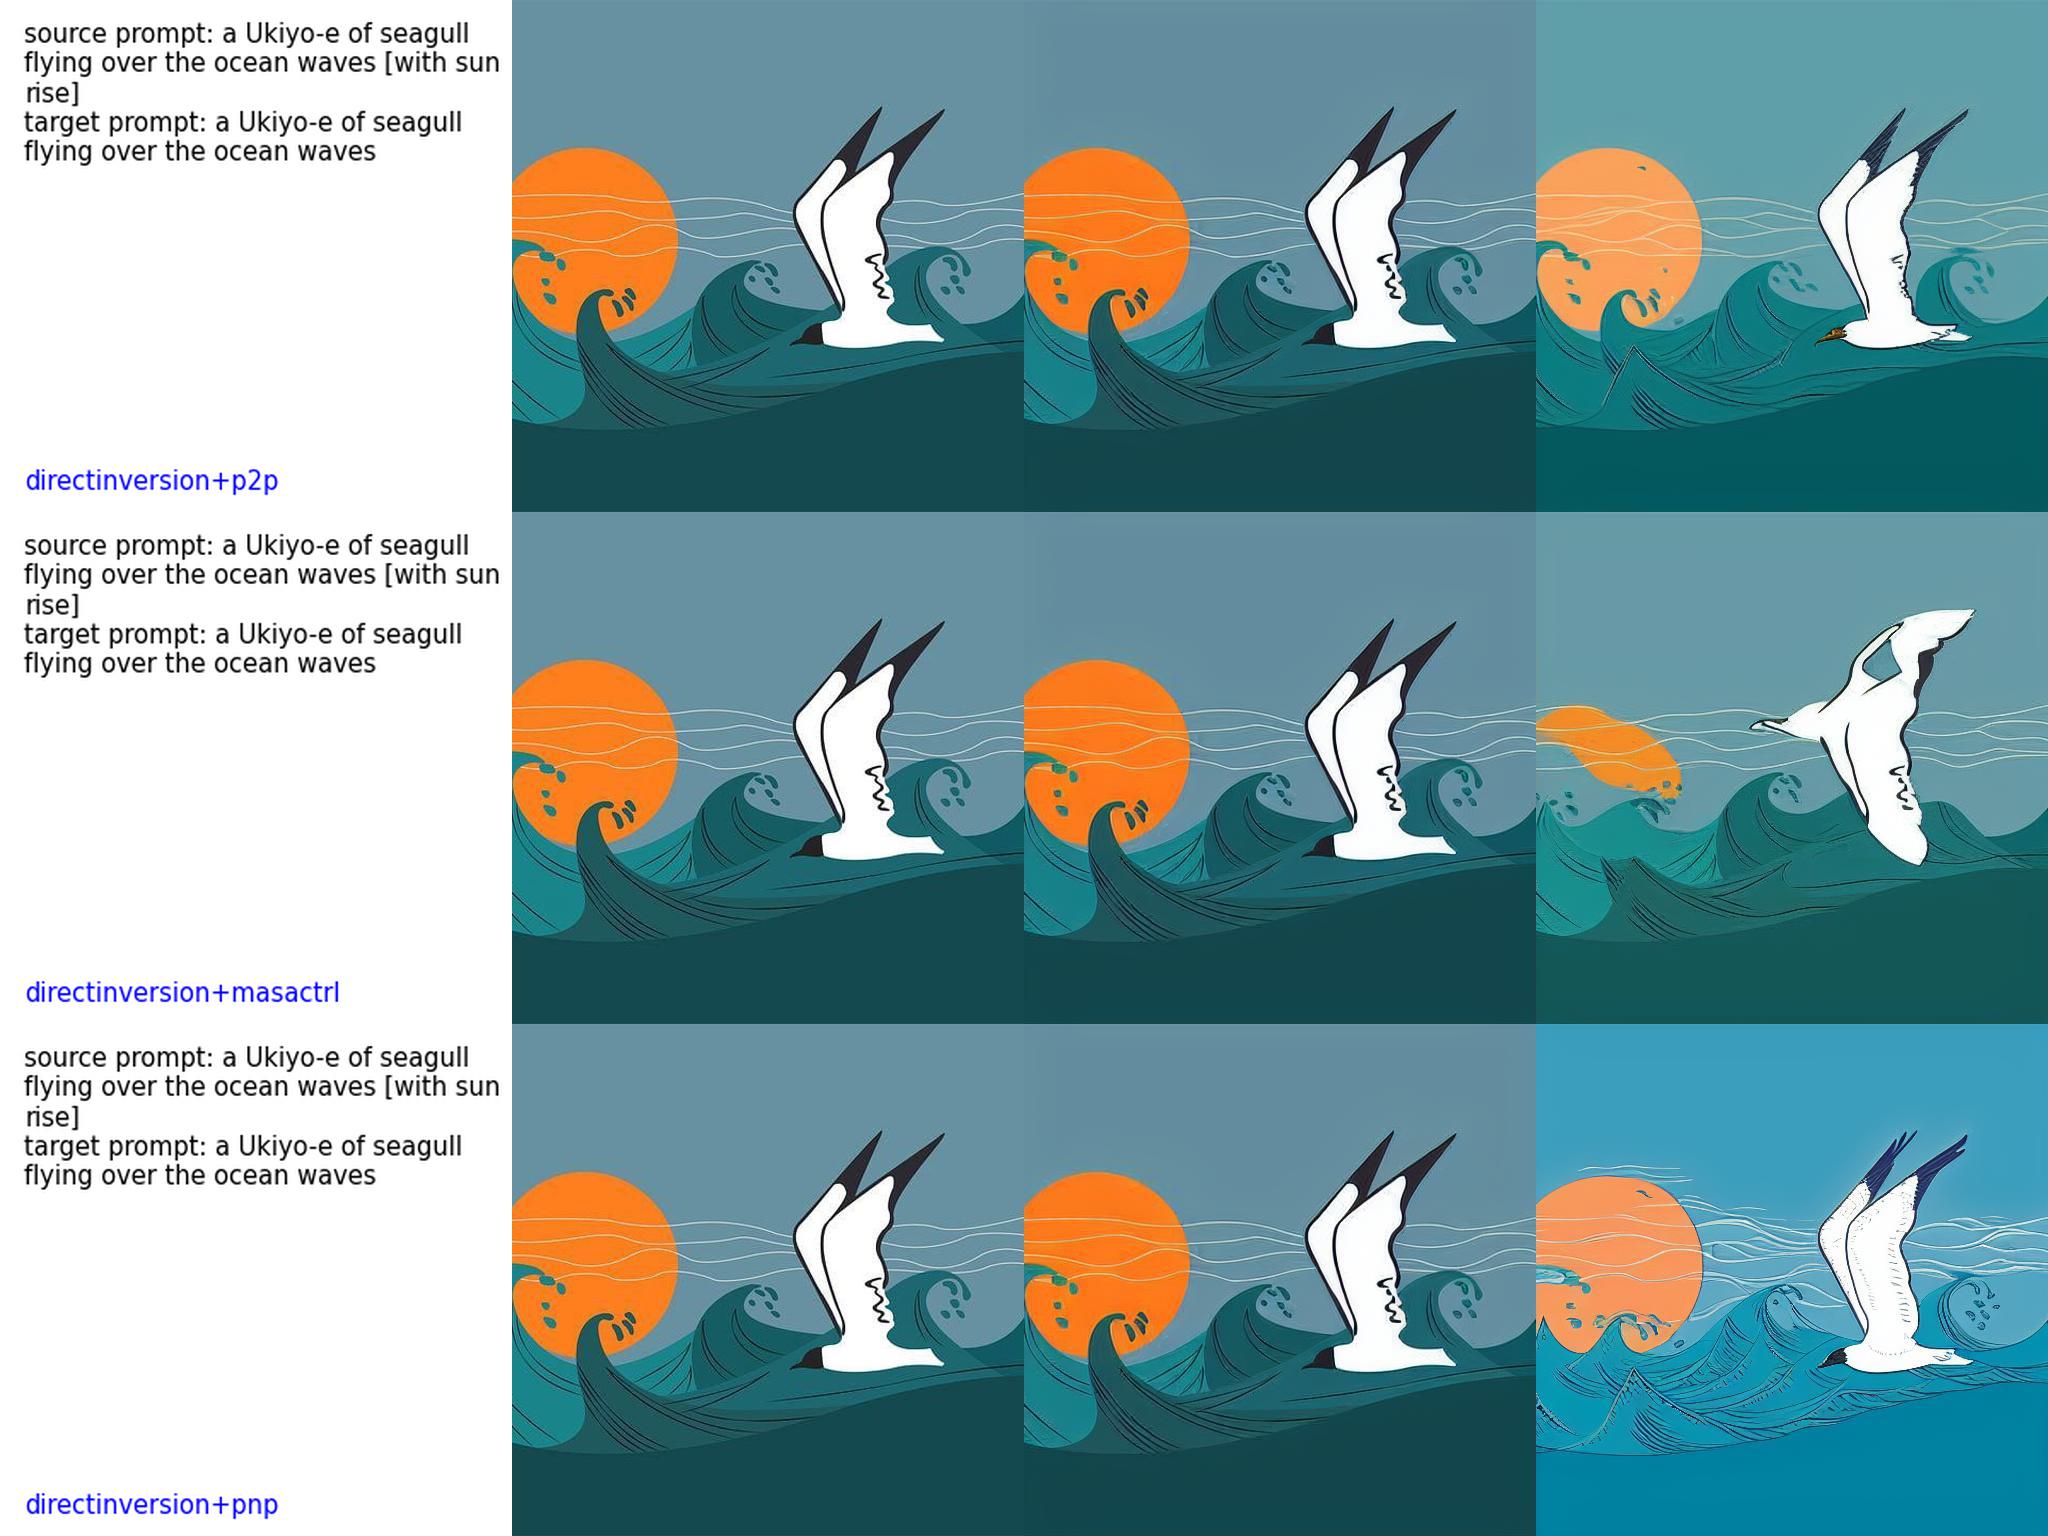 source prompt: a Ukiyo-e of seagull
flying over the ocean waves [with sun
rise]
target prompt: a Ukiyo-e of seagull
flying over the ocean waves
directinversion+p2p
source prompt: a Ukiyo-e of seagull
flying over the ocean waves [with sun
rise]
target prompt: a Ukiyo-e of seagull
flying over the ocean waves
directinversion+masactrl
source prompt: a Ukiyo-e of seagull
flying over the ocean waves [with sun
rise]
target prompt: a Ukiyo-e of seagull
flying over the ocean waves
directinversion+pnp